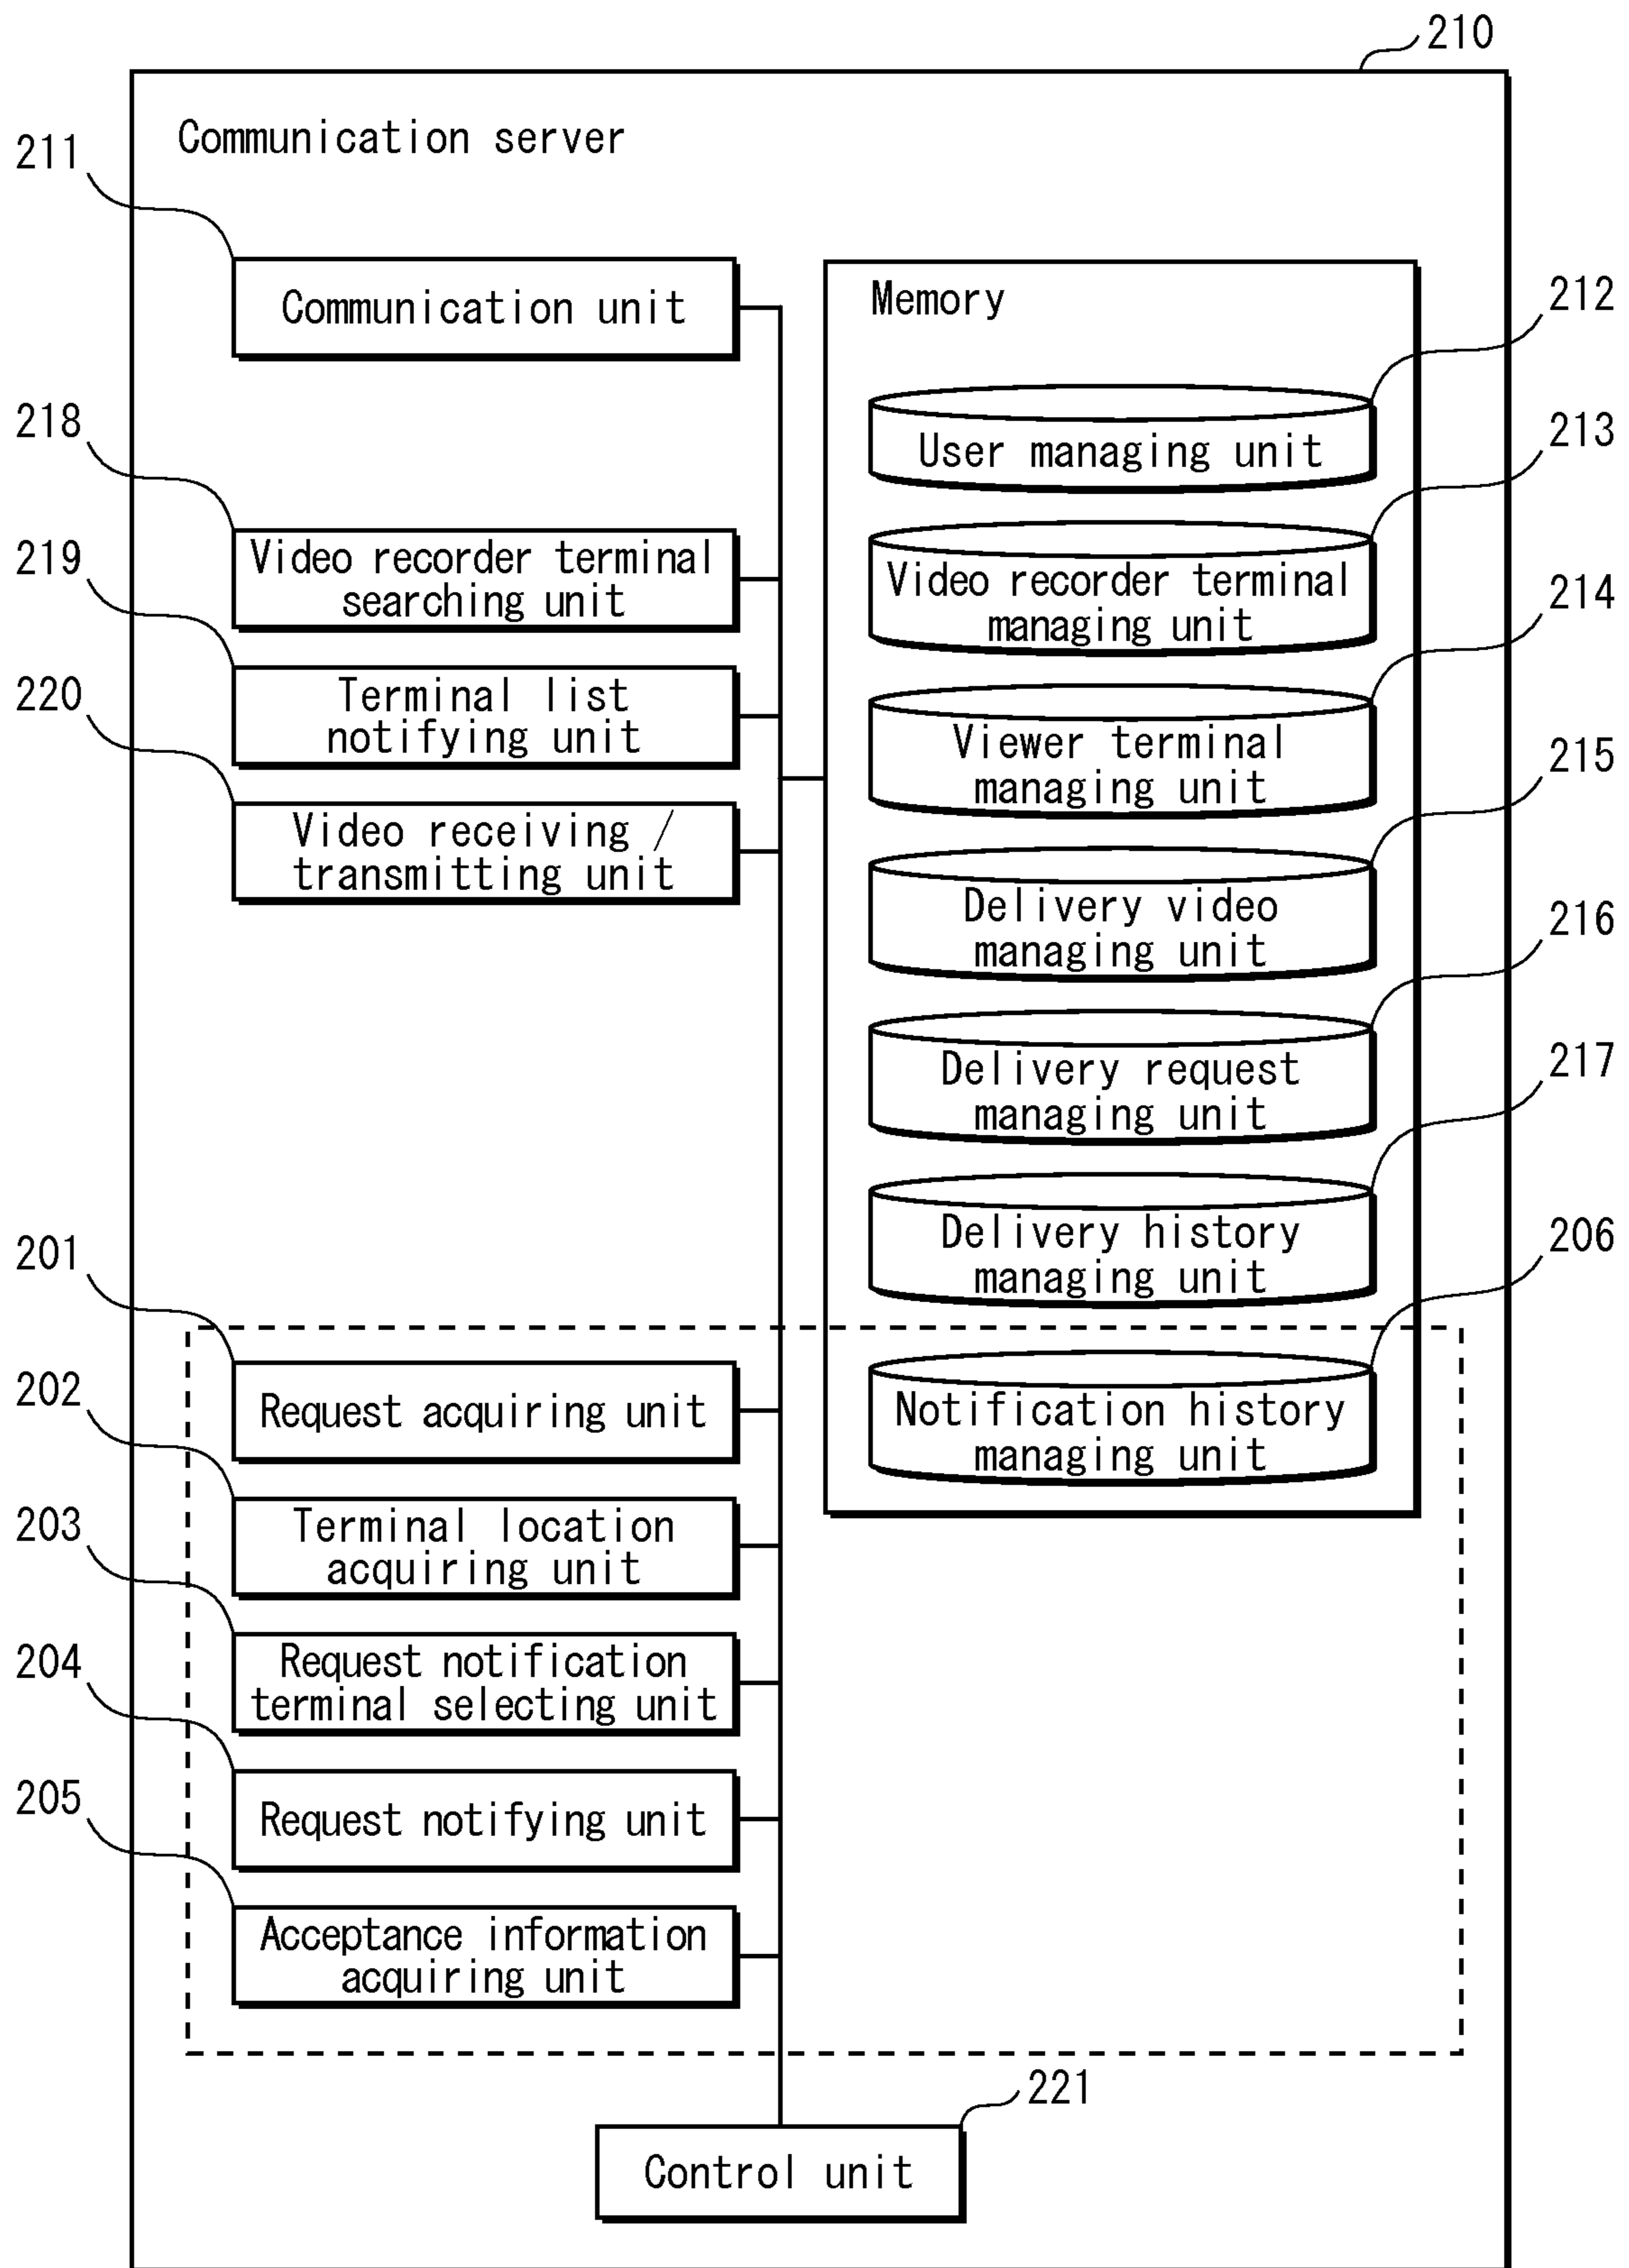 210
Communication server
211
Communication unit
Memory
212
User managing unit
218
Video recorder terminal
searching unit
213
Video recorder terminal
managing unit
219
Terminal list
notifying unit
214
Viewer terminal
managing unit
220
Video receiving /
transmitting unit
215
Delivery video
managing unit
216
Delivery request
managing unit
217
Delivery history
managing unit
201
Request acquiring unit
206
Notification history
managing unit
202
Terminal location
acquiring unit
203
Request notification
terminal selecting unit
204
Request notifying unit
205
Acceptance information
acquiring unit
221
Control unit